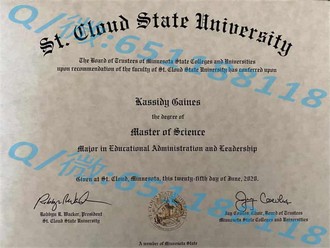 St. Cloud State University
The Board of Trustees of Minnesota State Colleges and Universities
upon recommendation of the faculty of St. Cloud State University has conferred upon
Kassidy Gaines
the degree of
Master of Science
Major in Educational Administration and Leadership
Given at St. Cloud, Minnesota, this twenty-fifth day of June, 2020.
Robbyn R. Wacker, President
St. Cloud State University
Jay Cowles, Chair, Board of Trustees
Minnesota State Colleges and Universities
A member of Minnesota State
Q/微:651158118
Q/微:651158118